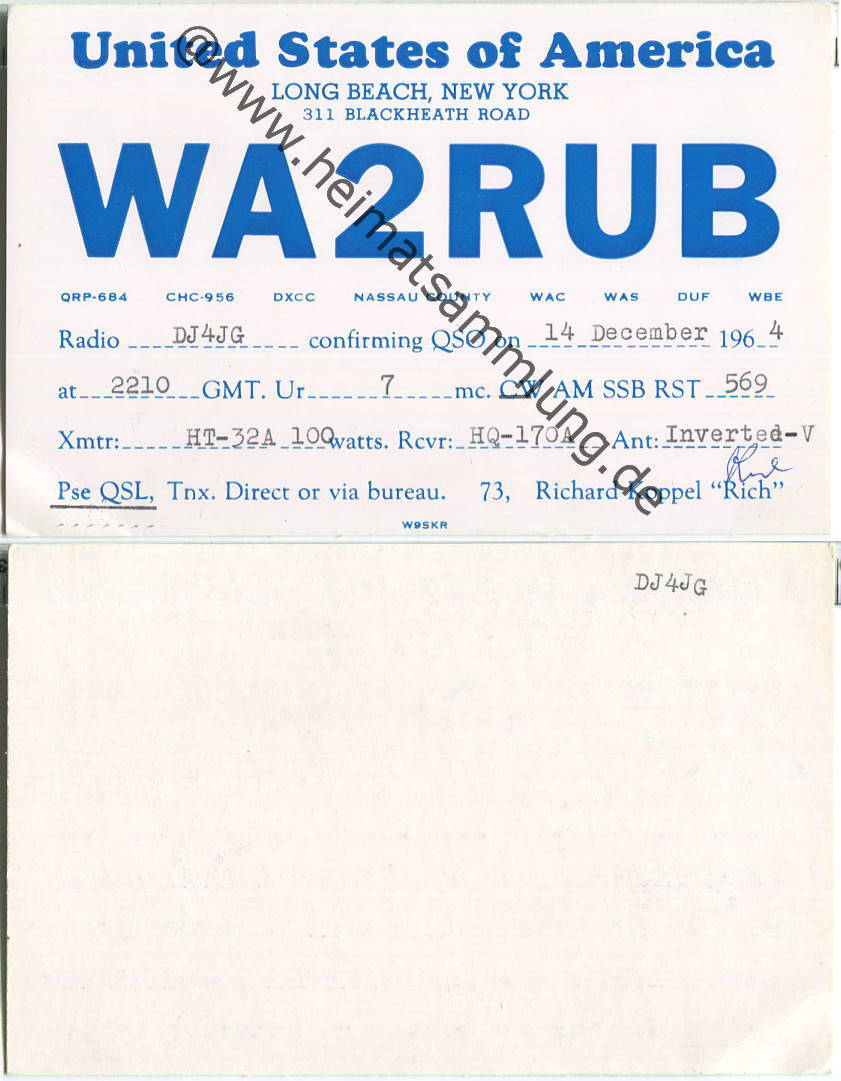 United States of America
LONG BEACH, NEW YORK
311 BLACKHEATH ROAD
WA2RUB
QRP-684 CHC-956 DXCC NASSAU COUNTY WAC WAS DUF WBE
Radio DJ4JG confirming QSO on 14 December 1964
at 2210 GMT. Ur 7 mc. CW AM SSB RST 569
Xmtr: HT-32A 100 watts. Rcvr: HQ-170A Ant: Inverted-V
Pse QSL, Tnx. Direct or via bureau. 73, Richard Koppel "Rich"
W9SKR
@www.heimatsammlung.de
DJ4JG